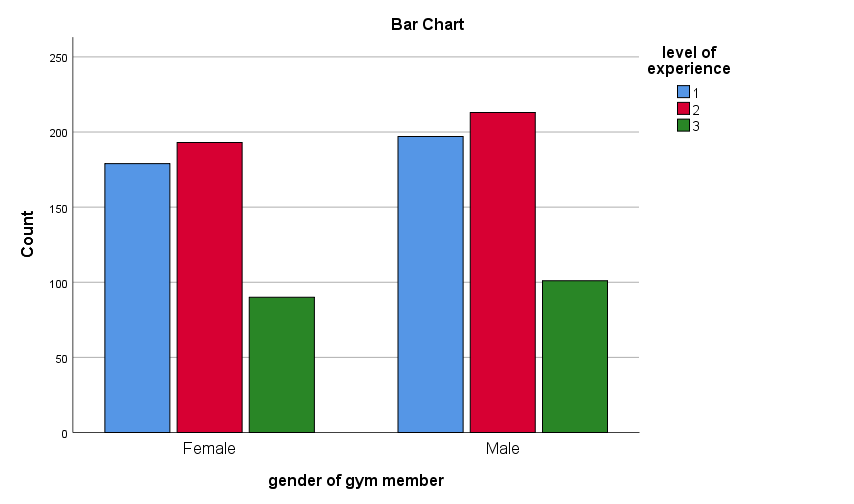 Bar Chart
level of
experience
1
2
3
250
200
150
100
50
0
Count
Female
Male
gender of gym member